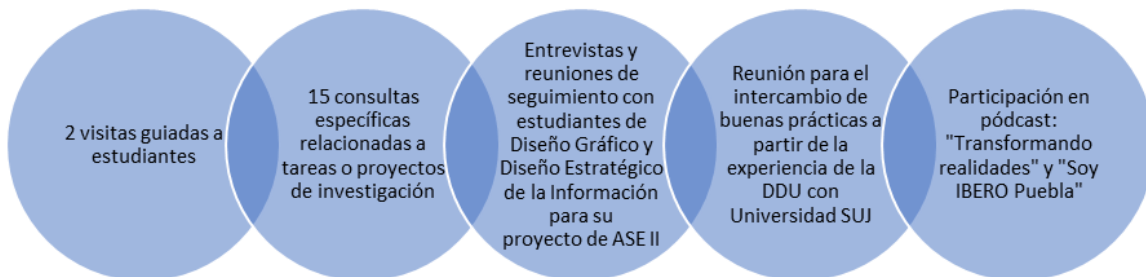 2 visitas guiadas a
estudiantes
15 consultas
específicas
relacionadas a
tareas o proyectos
de investigación
Entrevistas y
reuniones de
seguimiento con
estudiantes de
Diseño Gráfico y
Diseño Estratégico
de la Información
para su
proyecto de ASE II
Reunión para el
intercambio de
buenas prácticas a
partir de la
experiencia de la
DDU con
Universidad SUJ
Participación en
pódcast:
"Transformando
realidades" y "Soy
IBERO Puebla"